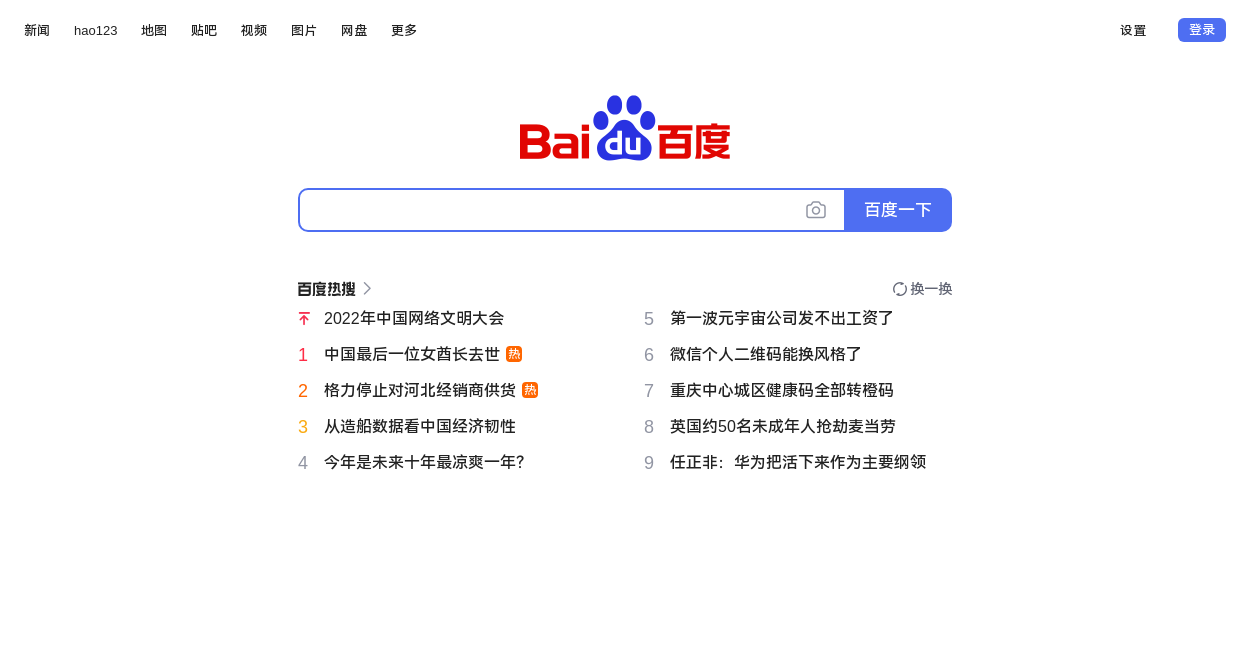 新闻 hao123 地图 贴吧 视频 图片 网盘 更多 设置 登录
Bai du 百度
百度一下
百度热搜 换一换
2022年中国网络文明大会
1 中国最后一位女酋长去世 热
2 格力停止对河北经销商供货 热
3 从造船数据看中国经济韧性
4 今年是未来十年最凉爽一年?
5 第一波元宇宙公司发不出工资了
6 微信个人二维码能换风格了
7 重庆中心城区健康码全部转橙码
8 英国约50名未成年人抢劫麦当劳
9 任正非：华为把活下来作为主要纲领